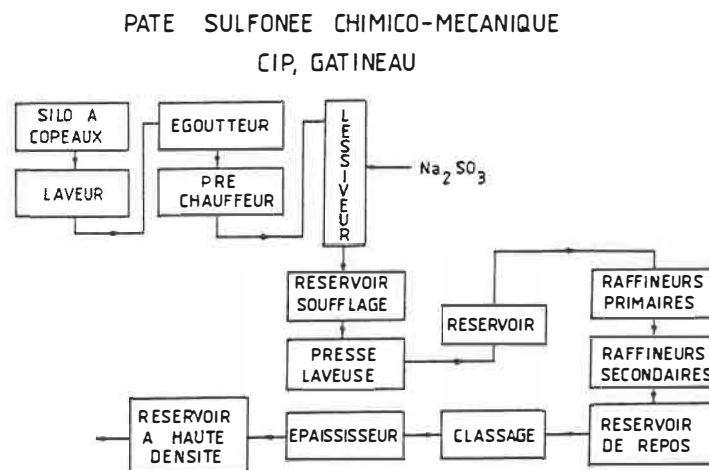 PATE SULFONEE CHIMICO-MECANIQUE
CIP, GATINEAU
SILO A
COPEAUX
LAVEUR
EGOUTTEUR
PRE
CHAUFFEUR
LESSIVEUR
Na₂SO₃
RESERVOIR
SOUFFLAGE
PRESSE
LAVEUSE
RESERVOIR
RAFFINEURS
PRIMAIRES
RAFFINEURS
SECONDAIRES
RESERVOIR
DE REPOS
CLASSAGE
EPAISSISSEUR
RESERVOIR
A HAUTE
DENSITE